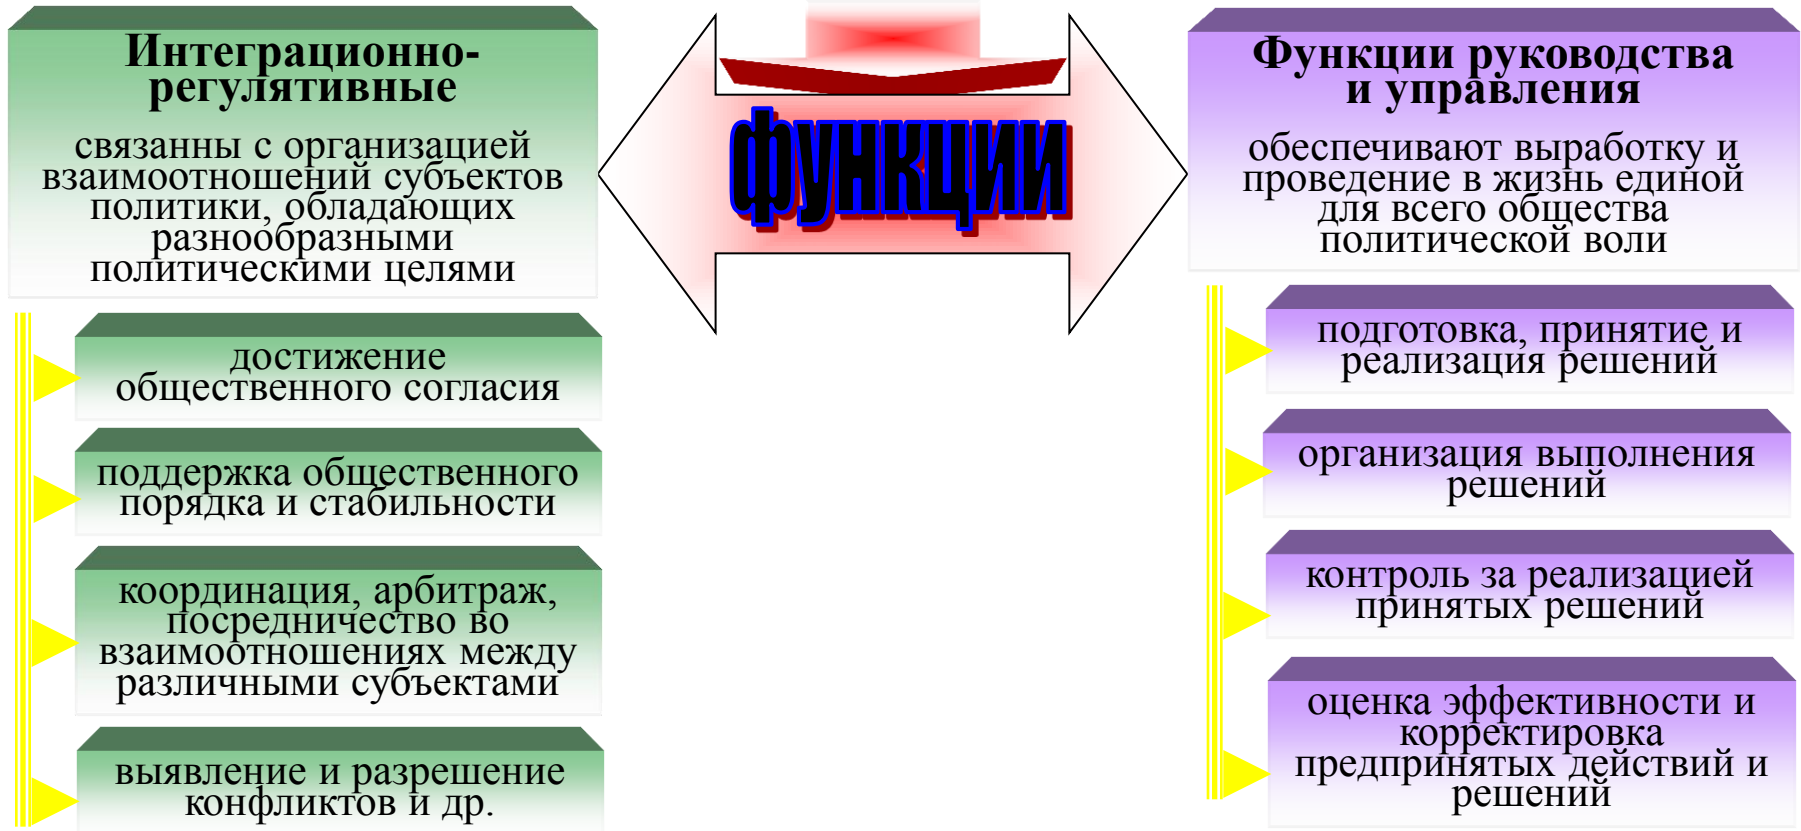 Интеграционно-
регулятивные
связанны с организацией
взаимоотношений субъектов
политики, обладающих
разнообразными
политическими целями
достижение
общественного согласия
поддержка общественного
порядка и стабильности
координация, арбитраж,
посредничество во
взаимоотношениях между
различными субъектами
выявление и разрешение
конфликтов и др.
функции
Функции руководства
и управления
обеспечивают выработку и
проведение в жизнь единой
для всего общества
политической воли
подготовка, принятие и
реализация решений
организация выполнения
решений
контроль за реализацией
принятых решений
оценка эффективности и
корректировка
предпринятых действий и
решений